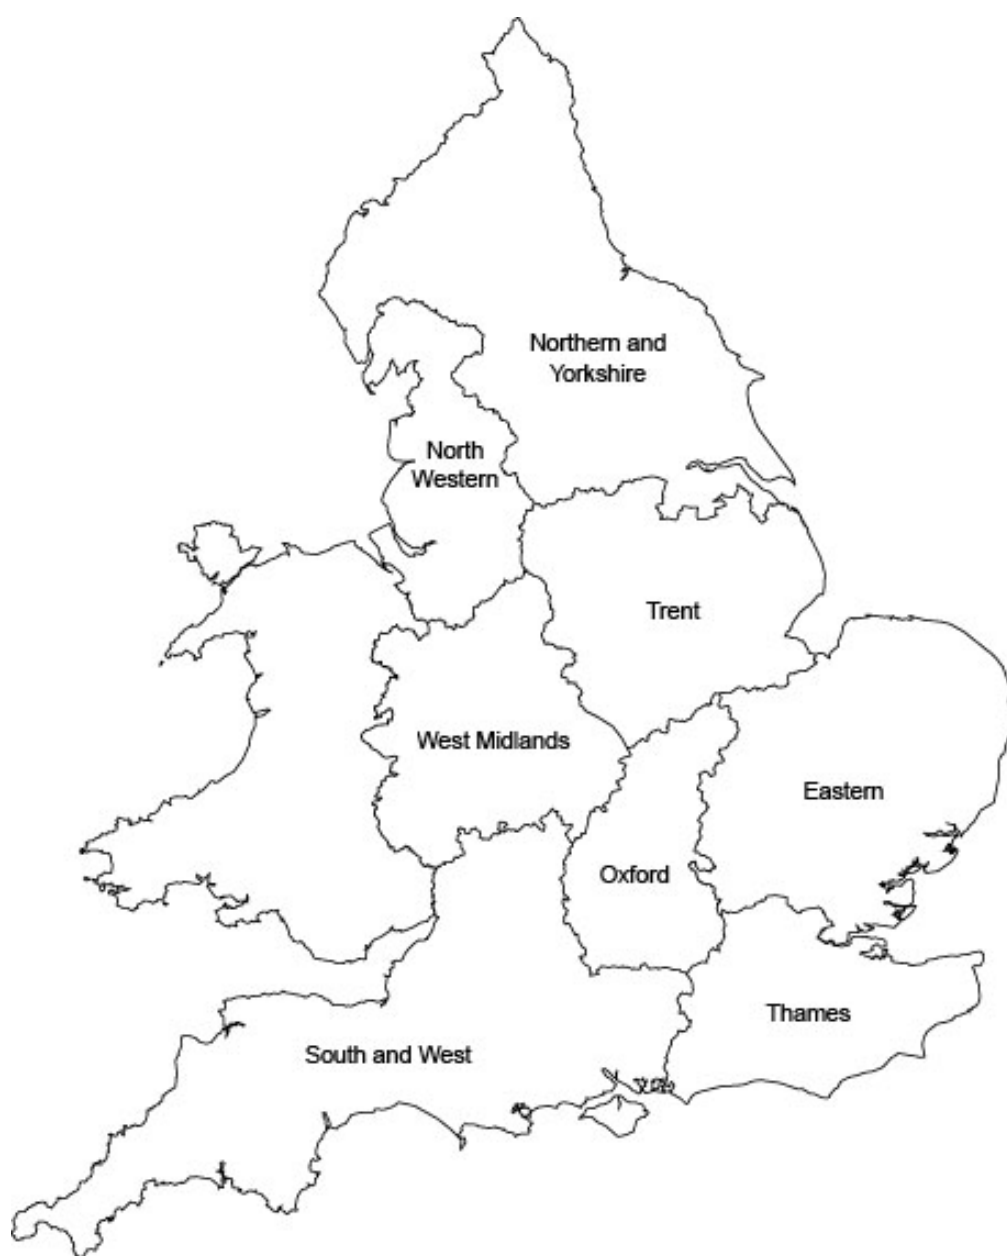 Northern and
Yorkshire
North
Western
Trent
West Midlands
Eastern
Oxford
Thames
South and West